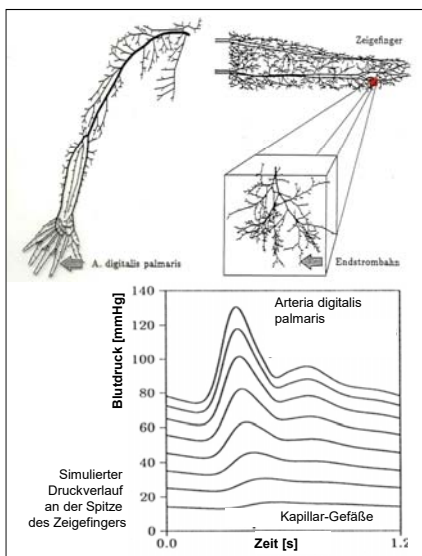 Zeigefinger
A. digitalis palmaris
Endstrombahn
Blutdruck [mmHg]
140
120
100
80
60
40
20
0
Arteria digitalis
palmaris
Simulierter
Druckverlauf
an der Spitze
des Zeigefingers
Kapillar-Gefäße
0.0
Zeit [s]
1.2